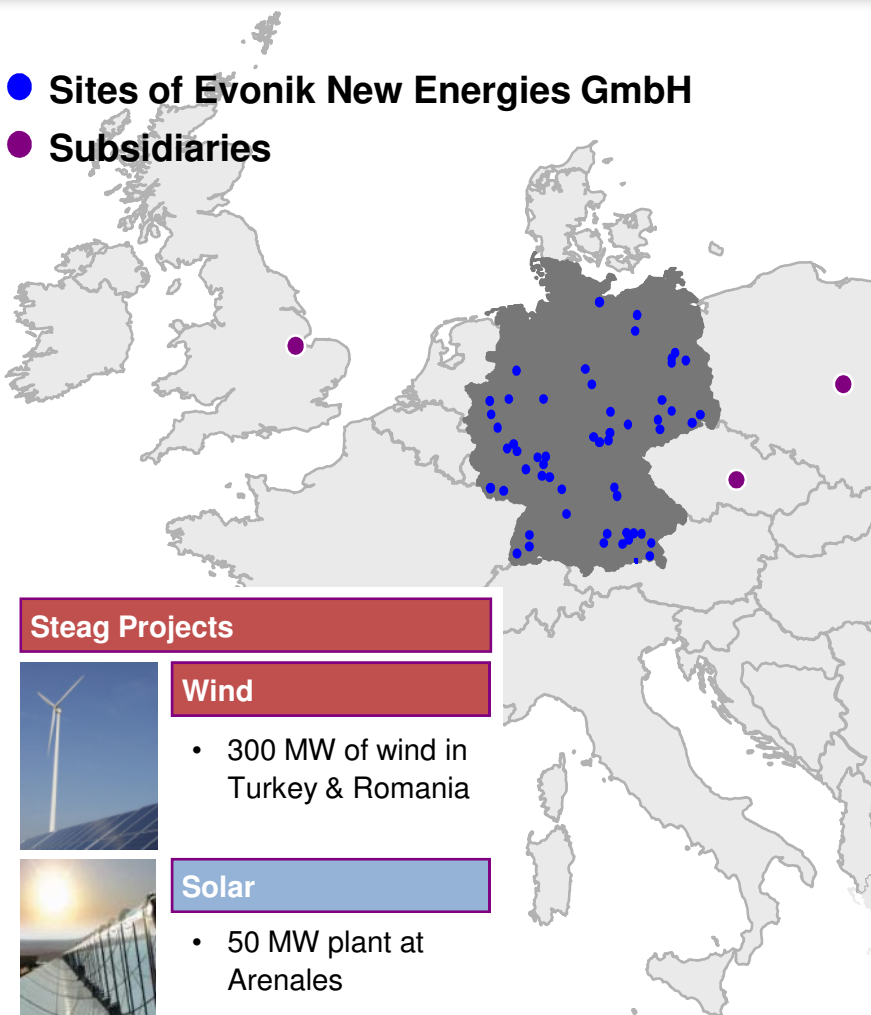 Sites of Evonik New Energies GmbH
Subsidiaries
Steag Projects
Wind
• 300 MW of wind in
Turkey & Romania
Solar
• 50 MW plant at
Arenales